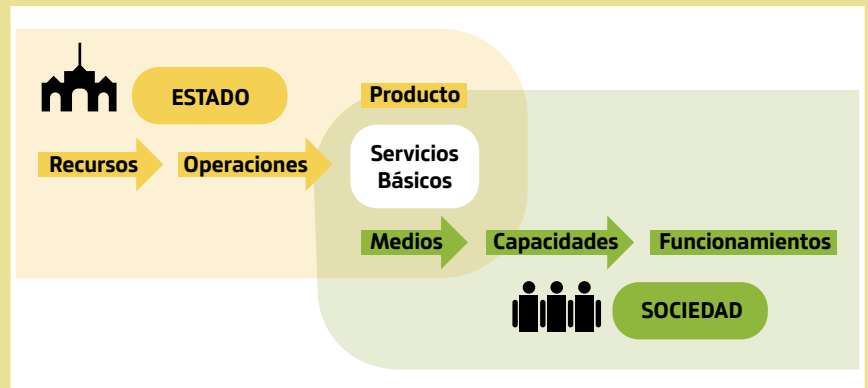 ESTADO
Producto
Recursos
Operaciones
Servicios
Básicos
Medios
Capacidades
Funcionamientos
SOCIEDAD